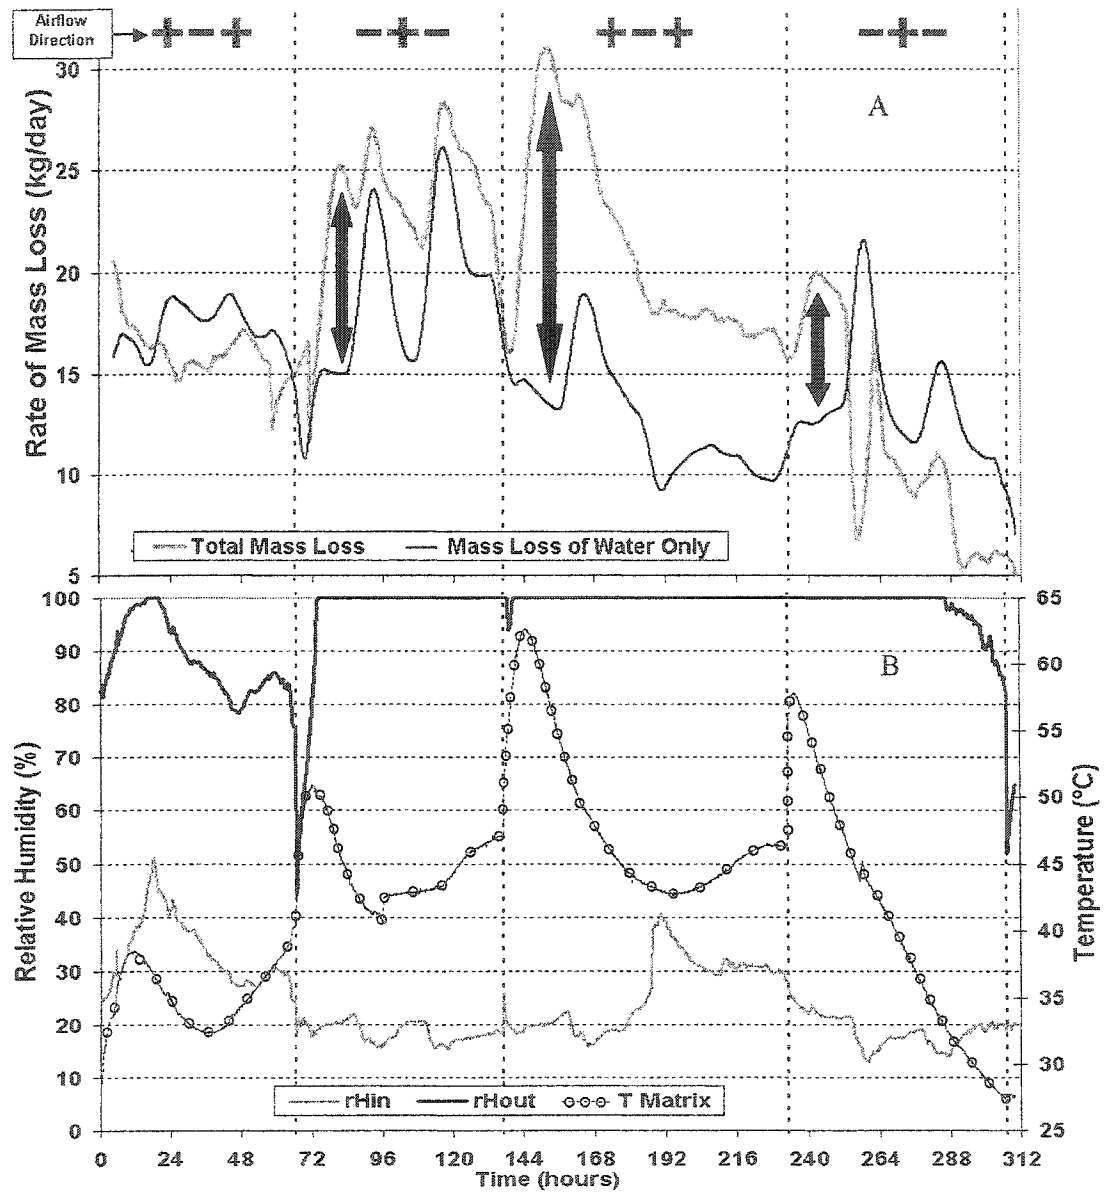 Airflow
Direction
+ - +
- + -
+ - +
- + -
A
Rate of Mass Loss (kg/day)
30
25
20
15
10
5
Total Mass Loss
Mass Loss of Water Only
B
Relative Humidity (%)
100
90
80
70
60
50
40
30
20
10
0
Temperature (°C)
65
60
55
50
45
40
35
30
25
rHin
rHout
T Matrix
0 24 48 72 96 120 144 168 192 216 240 264 288 312
Time (hours)